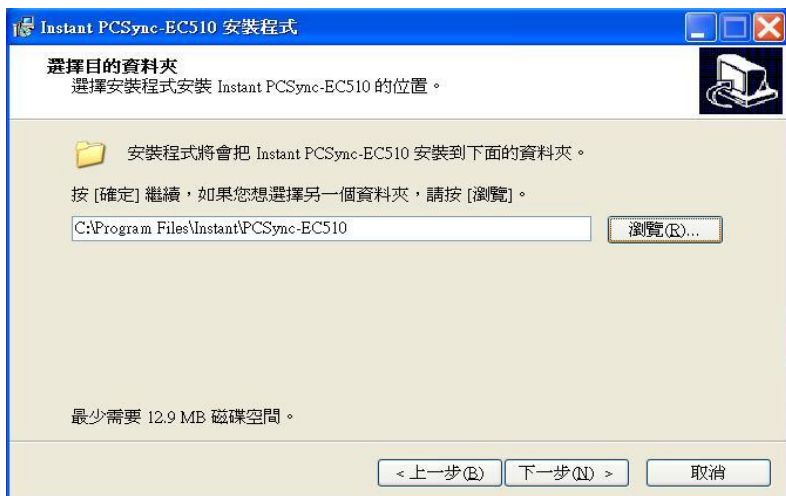 Instant PCSync-EC510 安裝程式
選擇目的資料夾
選擇安裝程式安裝 Instant PCSync-EC510 的位置。
安裝程式將會把 Instant PCSync-EC510 安裝到下面的資料夾。
按 [確定] 繼續，如果您想選擇另一個資料夾，請按 [瀏覽]。
C:\Program Files\Instant\PCSync-EC510
瀏覽(R)...
最少需要 12.9 MB 磁碟空間。
< 上一步(B) 下一步(N) > 取消